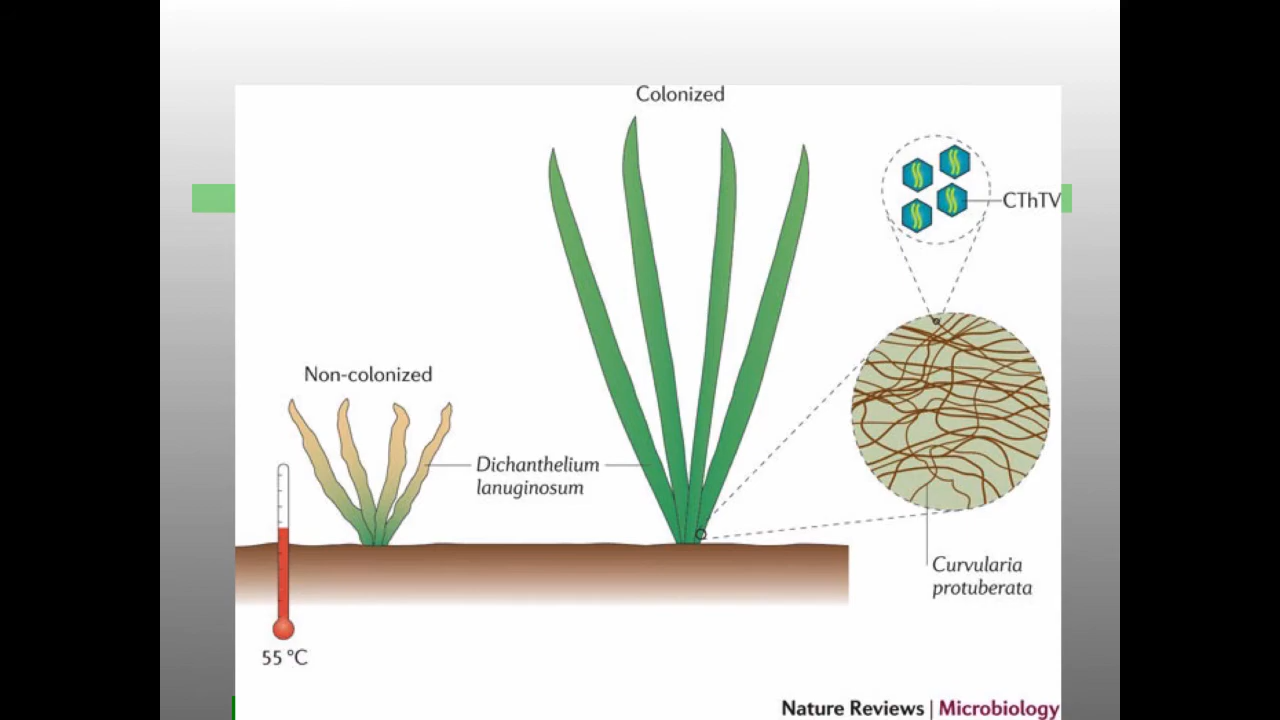 Colonized
CThTV
Non-colonized
Dichanthelium
lanuginosum
Curvularia
protuberata
55 °C
Nature Reviews | Microbiology